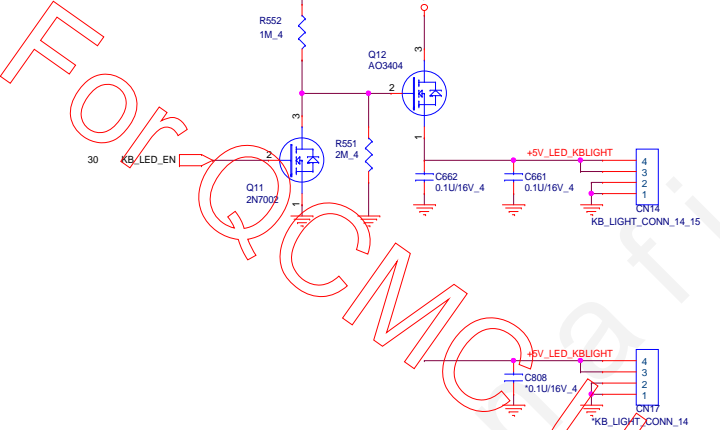 R552
1M_4
3
Q12
AO3404
2
3
1
R551
2M_4
30
KB_LED_EN
2
Q11
2N7002
1
C662
0.1U/16V_4
C661
0.1U/16V_4
+5V_LED_KBLIGHT
4
3
2
1
CN14
KB_LIGHT_CONN_14_15
For QCMC
+5V_LED_KBLIGHT
C808
*0.1U/16V_4
4
3
2
1
CN17
*KB_LIGHT_CONN_14